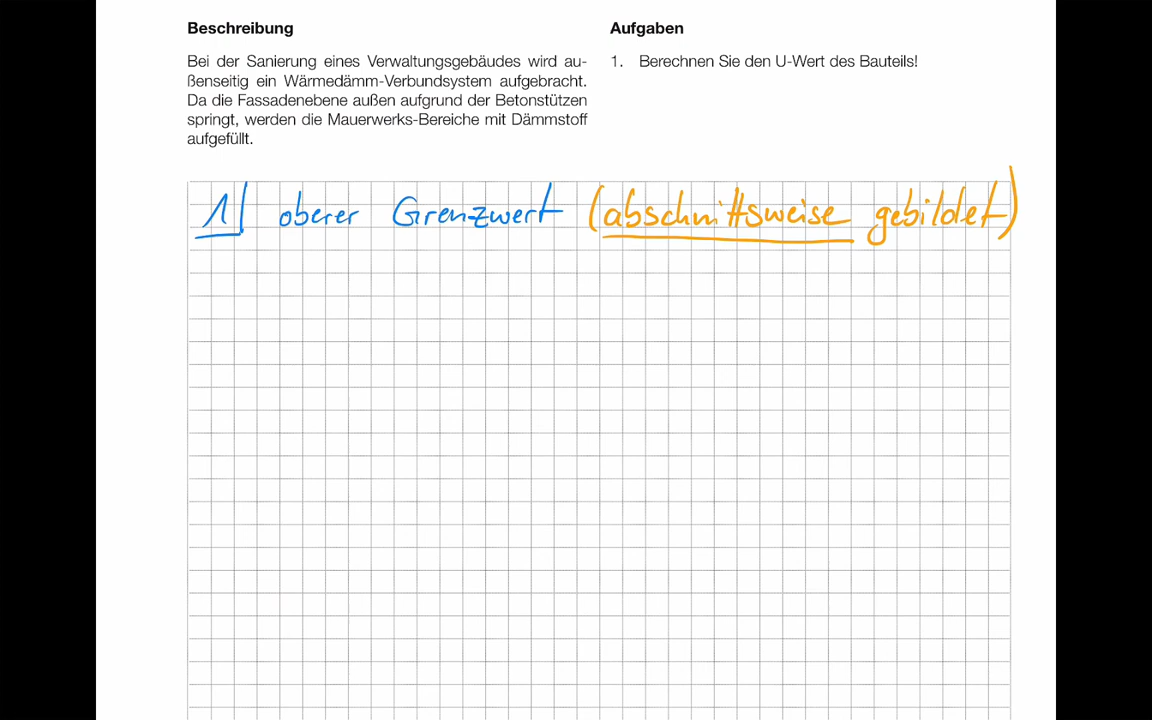 Beschreibung
Bei der Sanierung eines Verwaltungsgebäudes wird au-
ßenseitig ein Wärmedämm-Verbundsystem aufgebracht.
Da die Fassadenebene außen aufgrund der Betonstützen
springt, werden die Mauerwerks-Bereiche mit Dämmstoff
aufgefüllt.
Aufgaben
1. Berechnen Sie den U-Wert des Bauteils!
1| oberer Grenzwert (abschnittsweise gebildet)